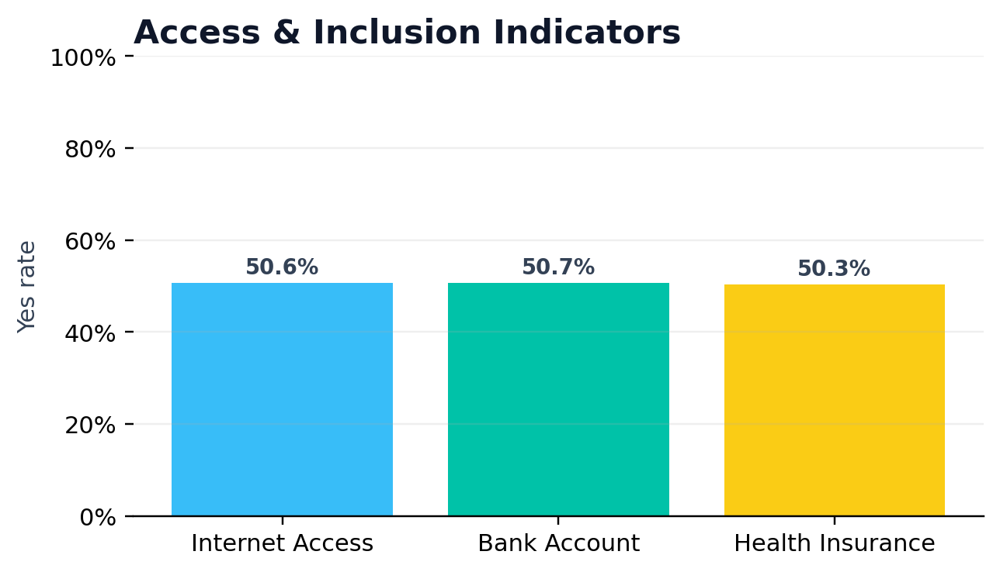 Access & Inclusion Indicators
100%
80%
60%
40%
20%
0%
Yes rate
50.6%
50.7%
50.3%
Internet Access
Bank Account
Health Insurance